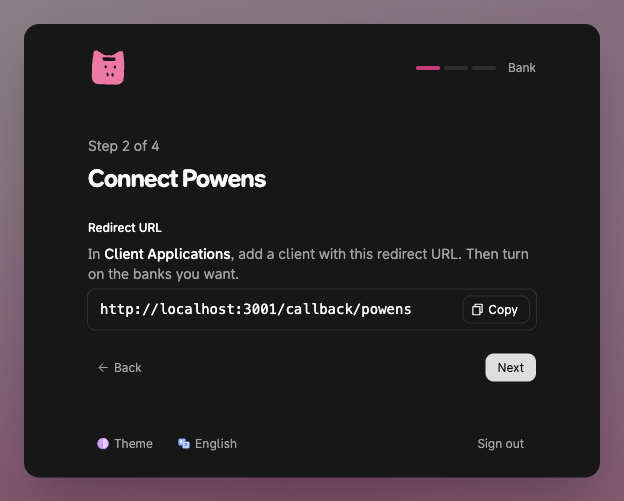 Bank
Step 2 of 4
Connect Powens
Redirect URL
In Client Applications, add a client with this redirect URL. Then turn
on the banks you want.
http://localhost:3001/callback/powens
Copy
← Back
Next
Theme
English
Sign out